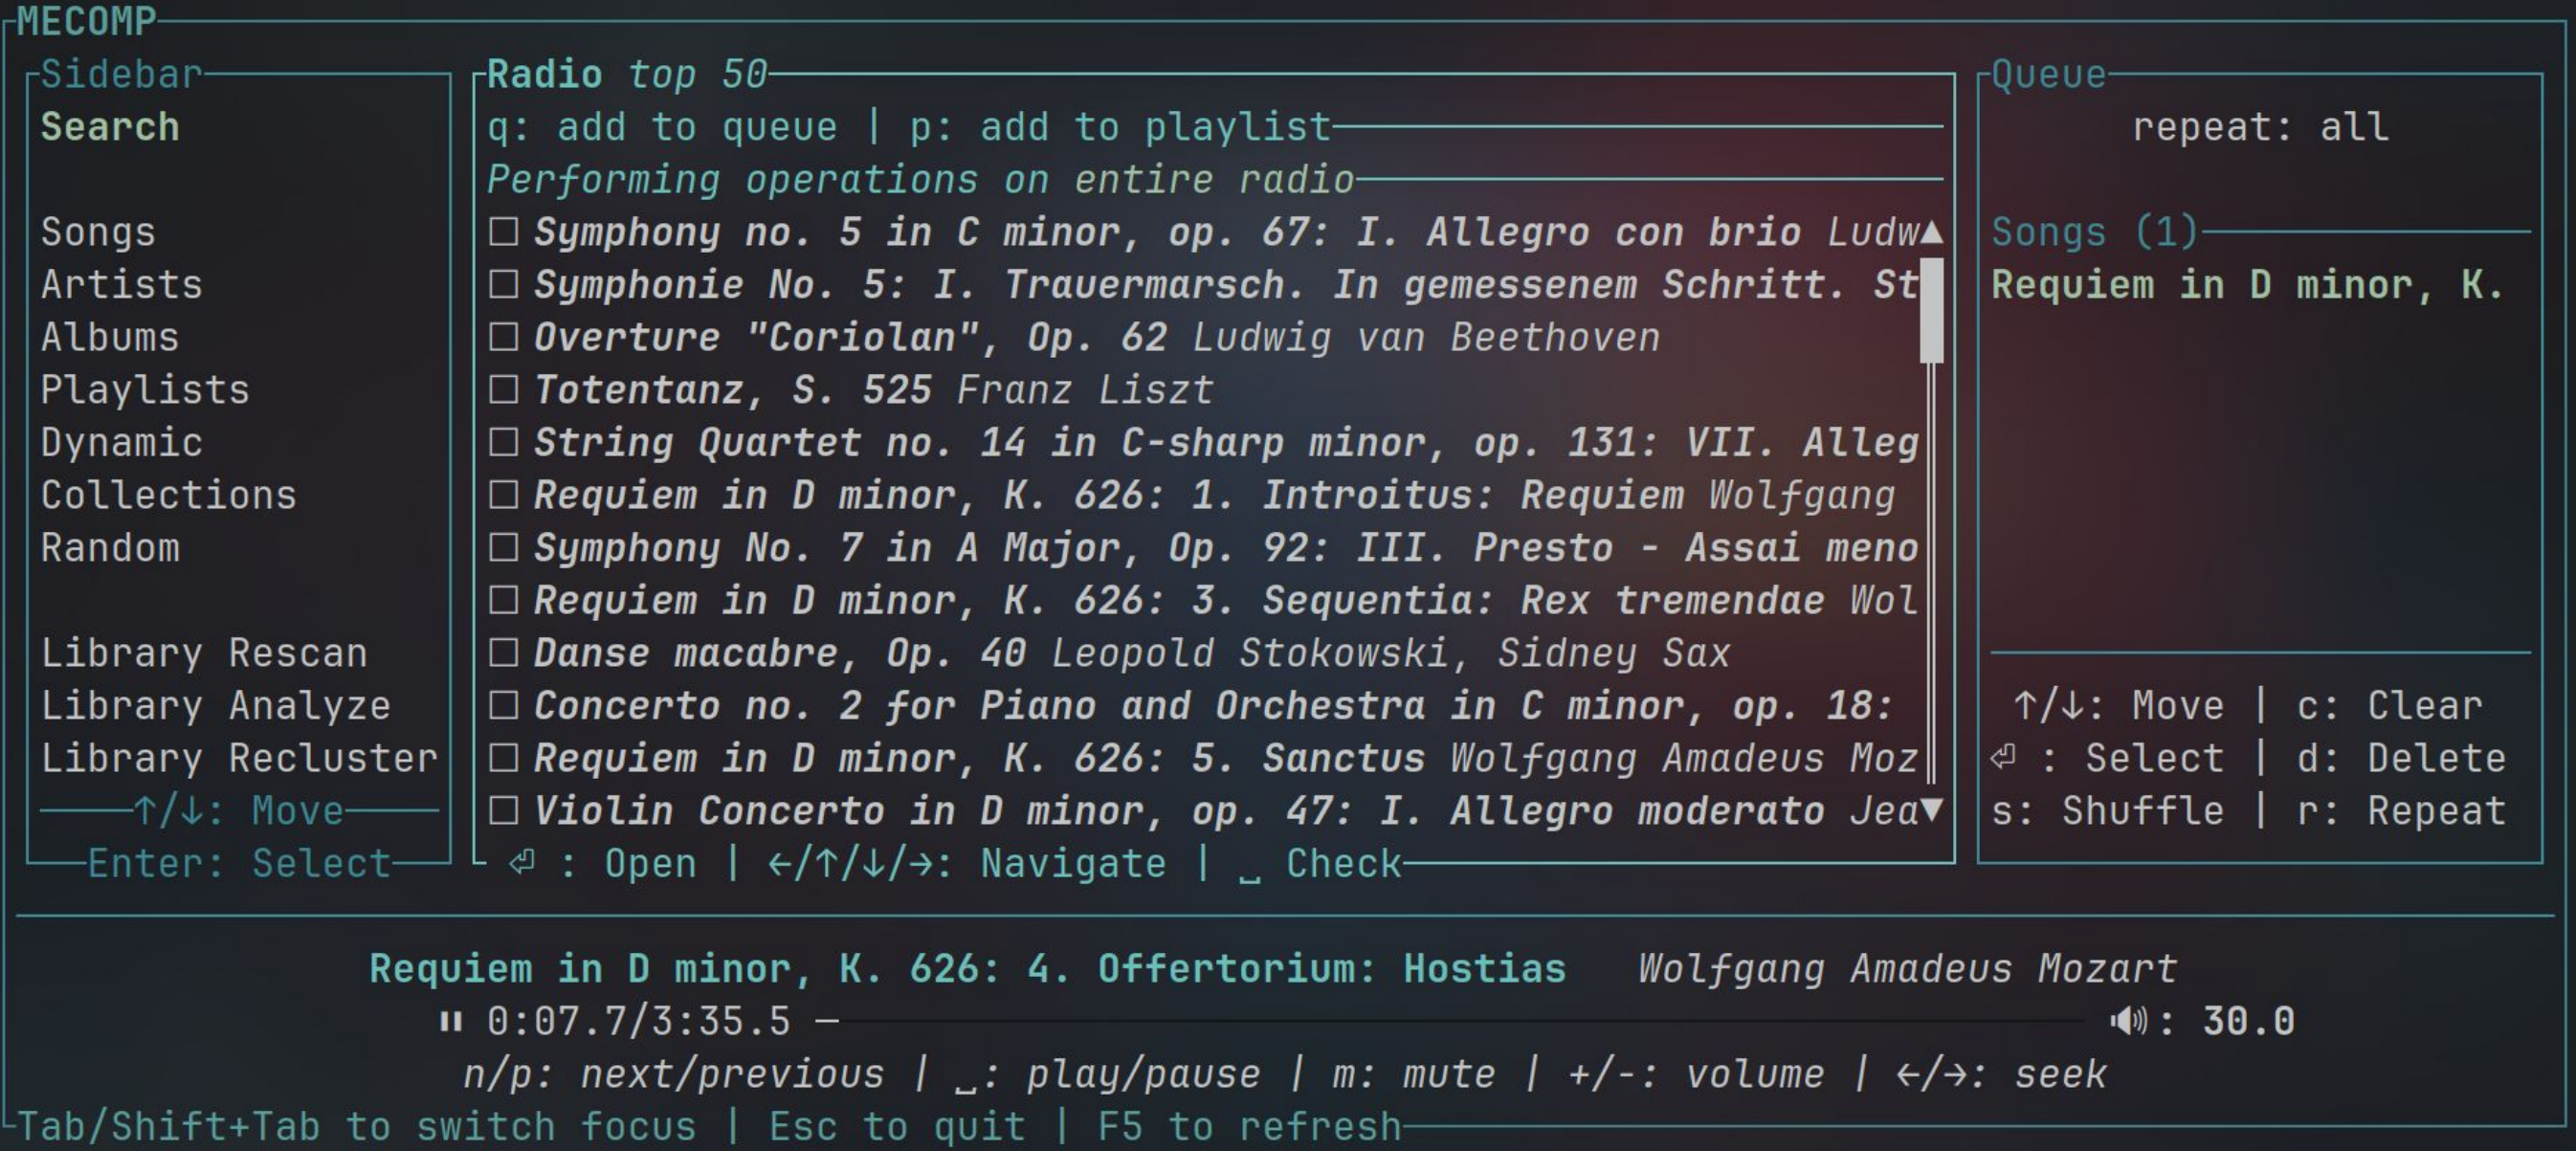 MECOMP
Sidebar
Search
Songs
Artists
Albums
Playlists
Dynamic
Collections
Random
Library Rescan
Library Analyze
Library Recluster
↑/↓: Move
Enter: Select
Radio top 50
q: add to queue | p: add to playlist
Performing operations on entire radio
☐ Symphony no. 5 in C minor, op. 67: I. Allegro con brio Ludw▲
☐ Symphonie No. 5: I. Trauermarsch. In gemessenem Schritt. St
☐ Overture "Coriolan", Op. 62 Ludwig van Beethoven
☐ Totentanz, S. 525 Franz Liszt
☐ String Quartet no. 14 in C-sharp minor, op. 131: VII. Alleg
☐ Requiem in D minor, K. 626: 1. Introitus: Requiem Wolfgang
☐ Symphony No. 7 in A Major, Op. 92: III. Presto - Assai meno
☐ Requiem in D minor, K. 626: 3. Sequentia: Rex tremendae Wol
☐ Danse macabre, Op. 40 Leopold Stokowski, Sidney Sax
☐ Concerto no. 2 for Piano and Orchestra in C minor, op. 18:
☐ Requiem in D minor, K. 626: 5. Sanctus Wolfgang Amadeus Moz
☐ Violin Concerto in D minor, op. 47: I. Allegro moderato Jea▼
⏎ : Open | ←/↑/↓/→: Navigate | ␣ Check
Queue
repeat: all
Songs (1)
Requiem in D minor, K.
↑/↓: Move | c: Clear
⏎ : Select | d: Delete
s: Shuffle | r: Repeat
Requiem in D minor, K. 626: 4. Offertorium: Hostias Wolfgang Amadeus Mozart
⏸ 0:07.7/3:35.5 🔊: 30.0
n/p: next/previous | ␣: play/pause | m: mute | +/-: volume | ←/→: seek
Tab/Shift+Tab to switch focus | Esc to quit | F5 to refresh